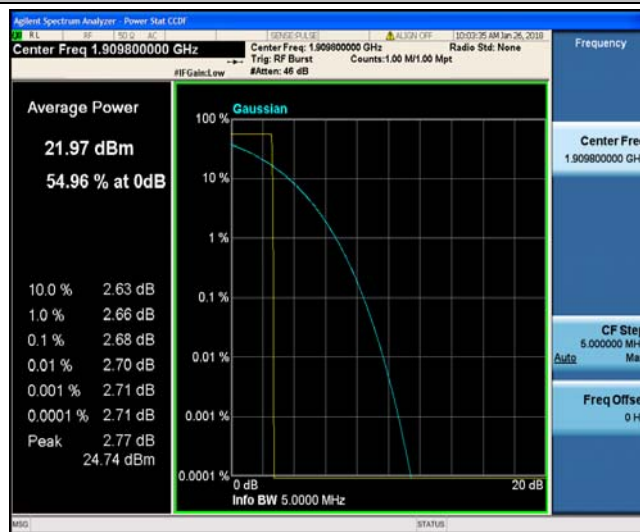 Agilent Spectrum Analyzer - Power Stat CCDF
RL RF 50 Ω AC SENSE:PULSE ALIGN OFF 10:03:35 AM Jan 26, 2018
Center Freq 1.909800000 GHz
Center Freq: 1.909800000 GHz Radio Std: None
Trig: RF Burst Counts:1.00 M/1.00 Mpt
#IFGain:Low #Atten: 46 dB
Frequency
Average Power
21.97 dBm
54.96 % at 0dB
10.0 % 2.63 dB
1.0 % 2.66 dB
0.1 % 2.68 dB
0.01 % 2.70 dB
0.001 % 2.71 dB
0.0001 % 2.71 dB
Peak 2.77 dB
24.74 dBm
Gaussian
100 %
10 %
1 %
0.1 %
0.01 %
0.001 %
0.0001 %
0 dB 20 dB
Info BW 5.0000 MHz
Center Fre
1.909800000 GH
CF Ste
5.000000 MH
Auto Ma
Freq Offse
0 H
MSG STATUS